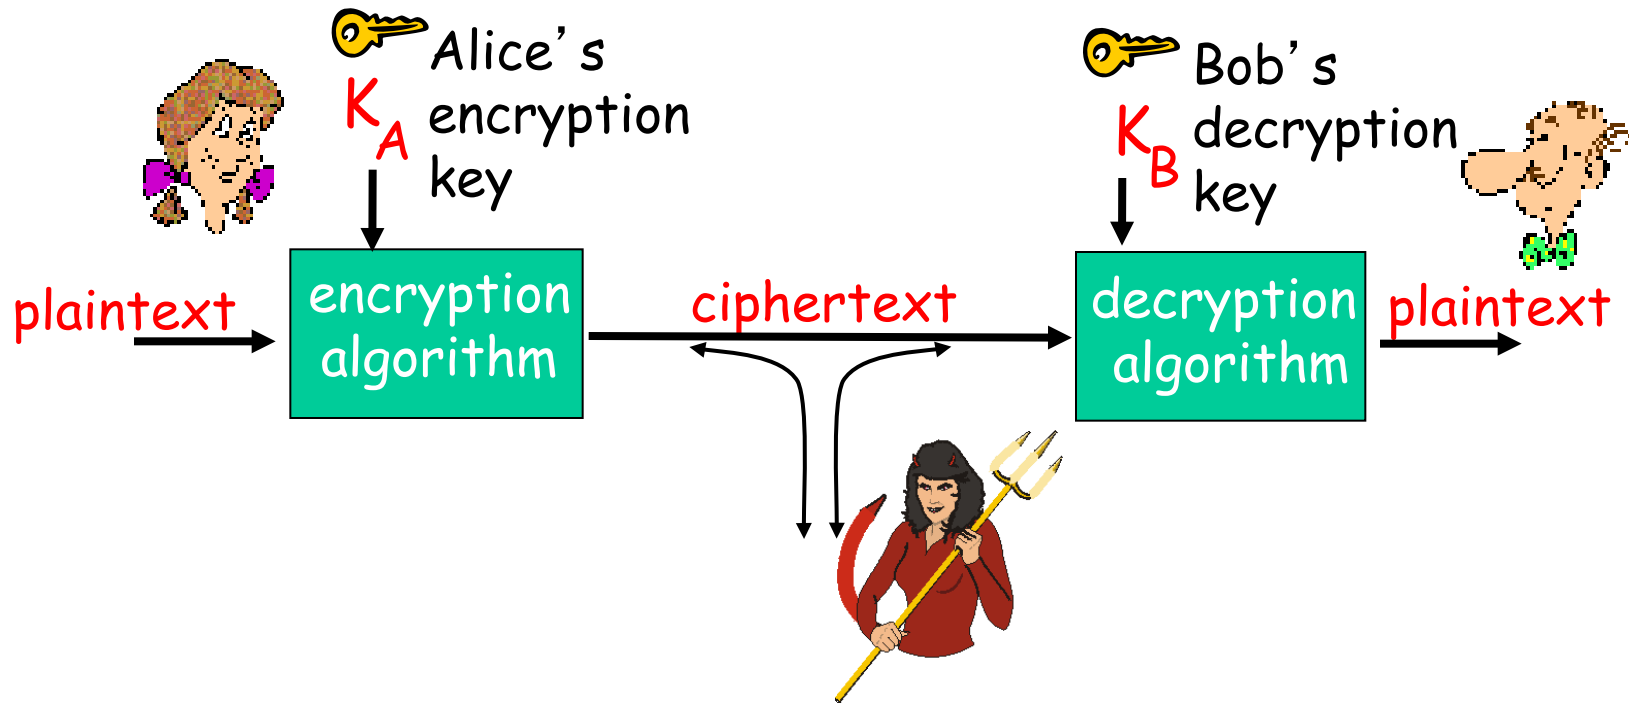 Alice’s
encryption
key
K
A
Bob’s
decryption
key
K
B
plaintext
encryption
algorithm
ciphertext
decryption
algorithm
plaintext